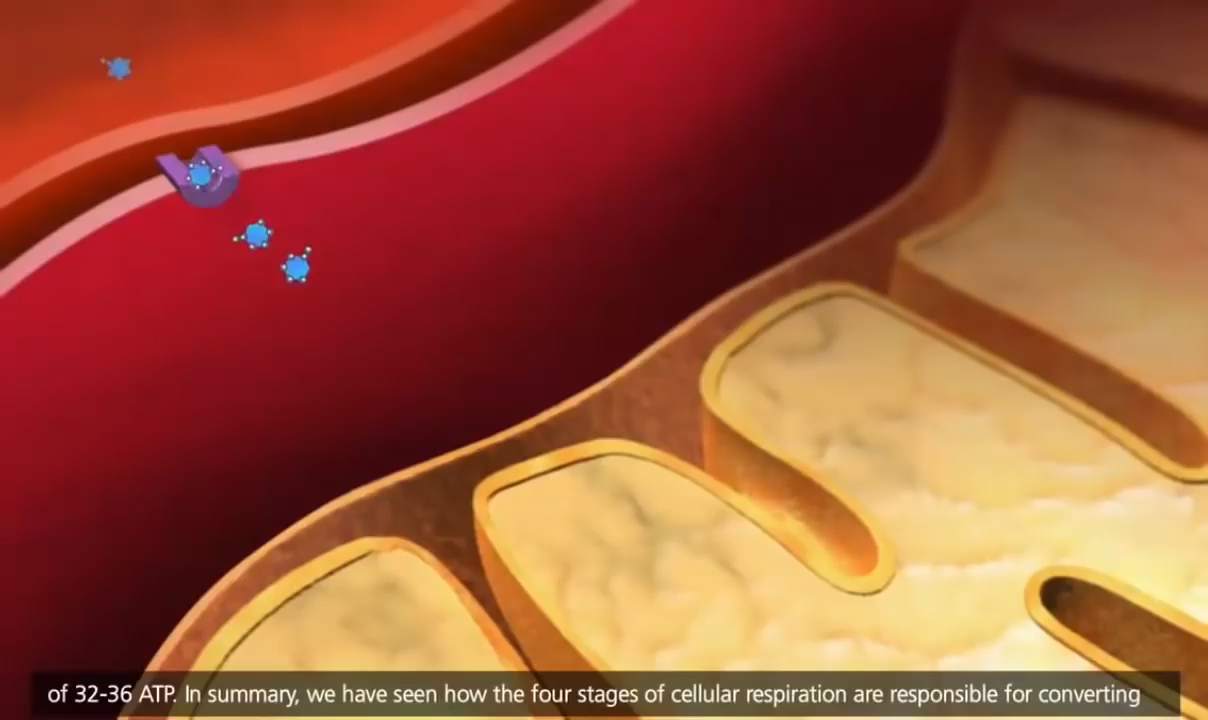 of 32-36 ATP. In summary, we have seen how the four stages of cellular respiration are responsible for converting